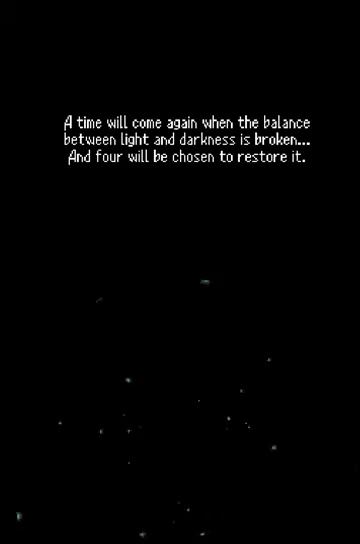 A time will come again when the balance
between light and darkness is broken...
And four will be chosen to restore it.